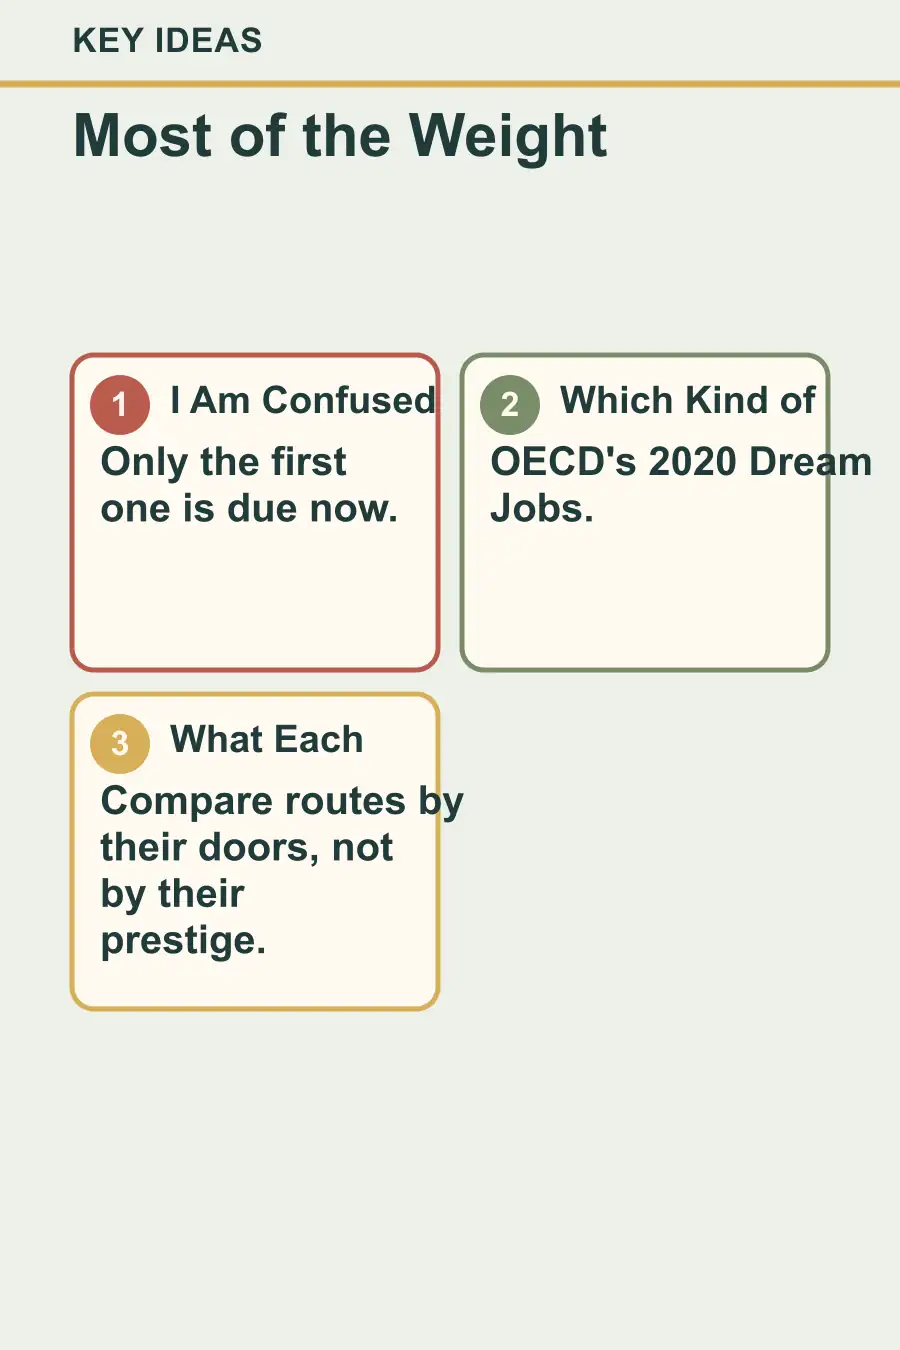 KEY IDEAS
Most of the Weight
1 I Am Confused
Only the first
one is due now.
2 Which Kind of
OECD's 2020 Dream
Jobs.
3 What Each
Compare routes by
their doors, not
by their
prestige.